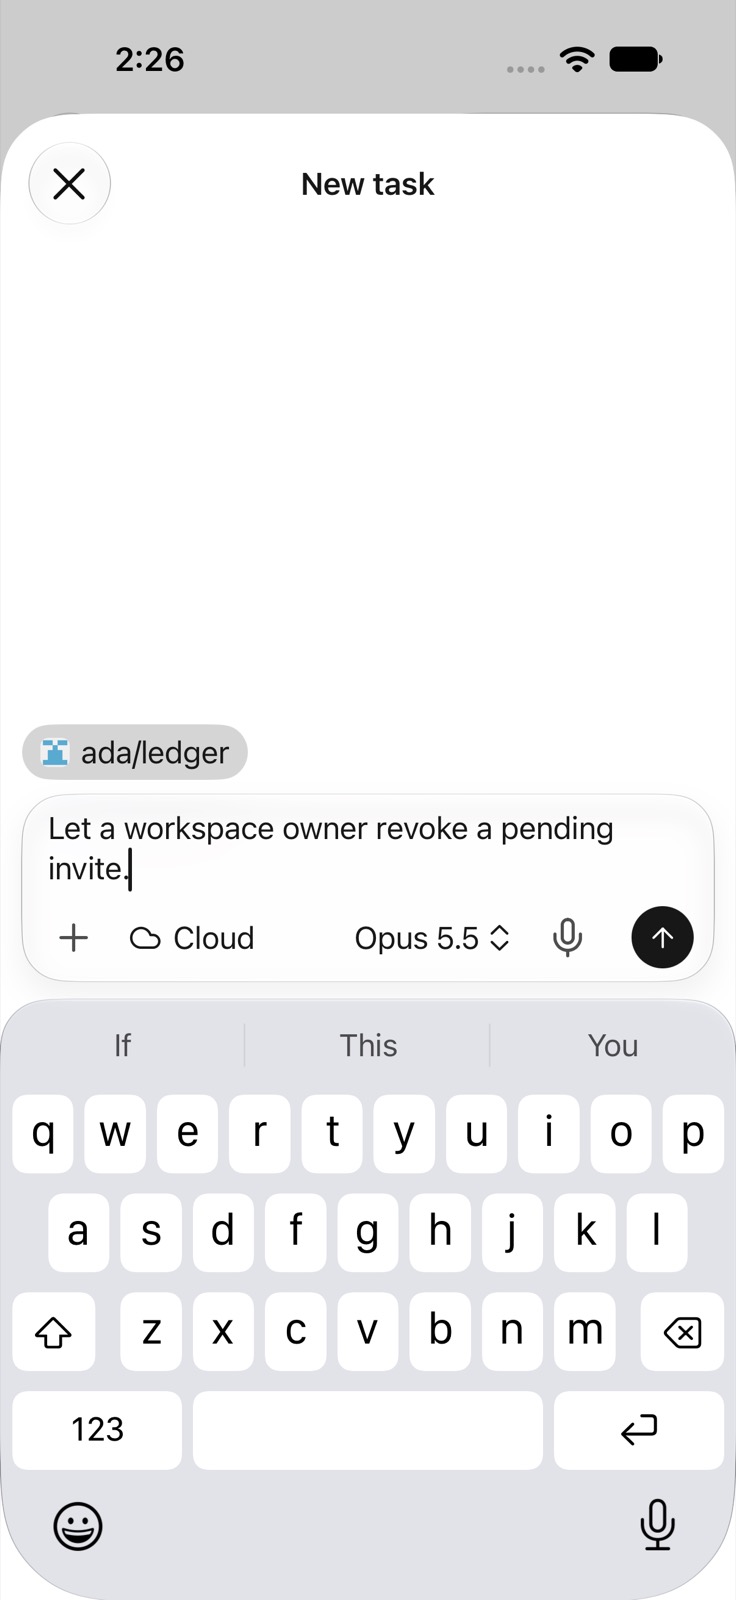 2:26
New task
ada/ledger
Let a workspace owner revoke a pending
invite.
Cloud
Opus 5.5
If This You
q w e r t y u i o p
a s d f g h j k l
z x c v b n m
123